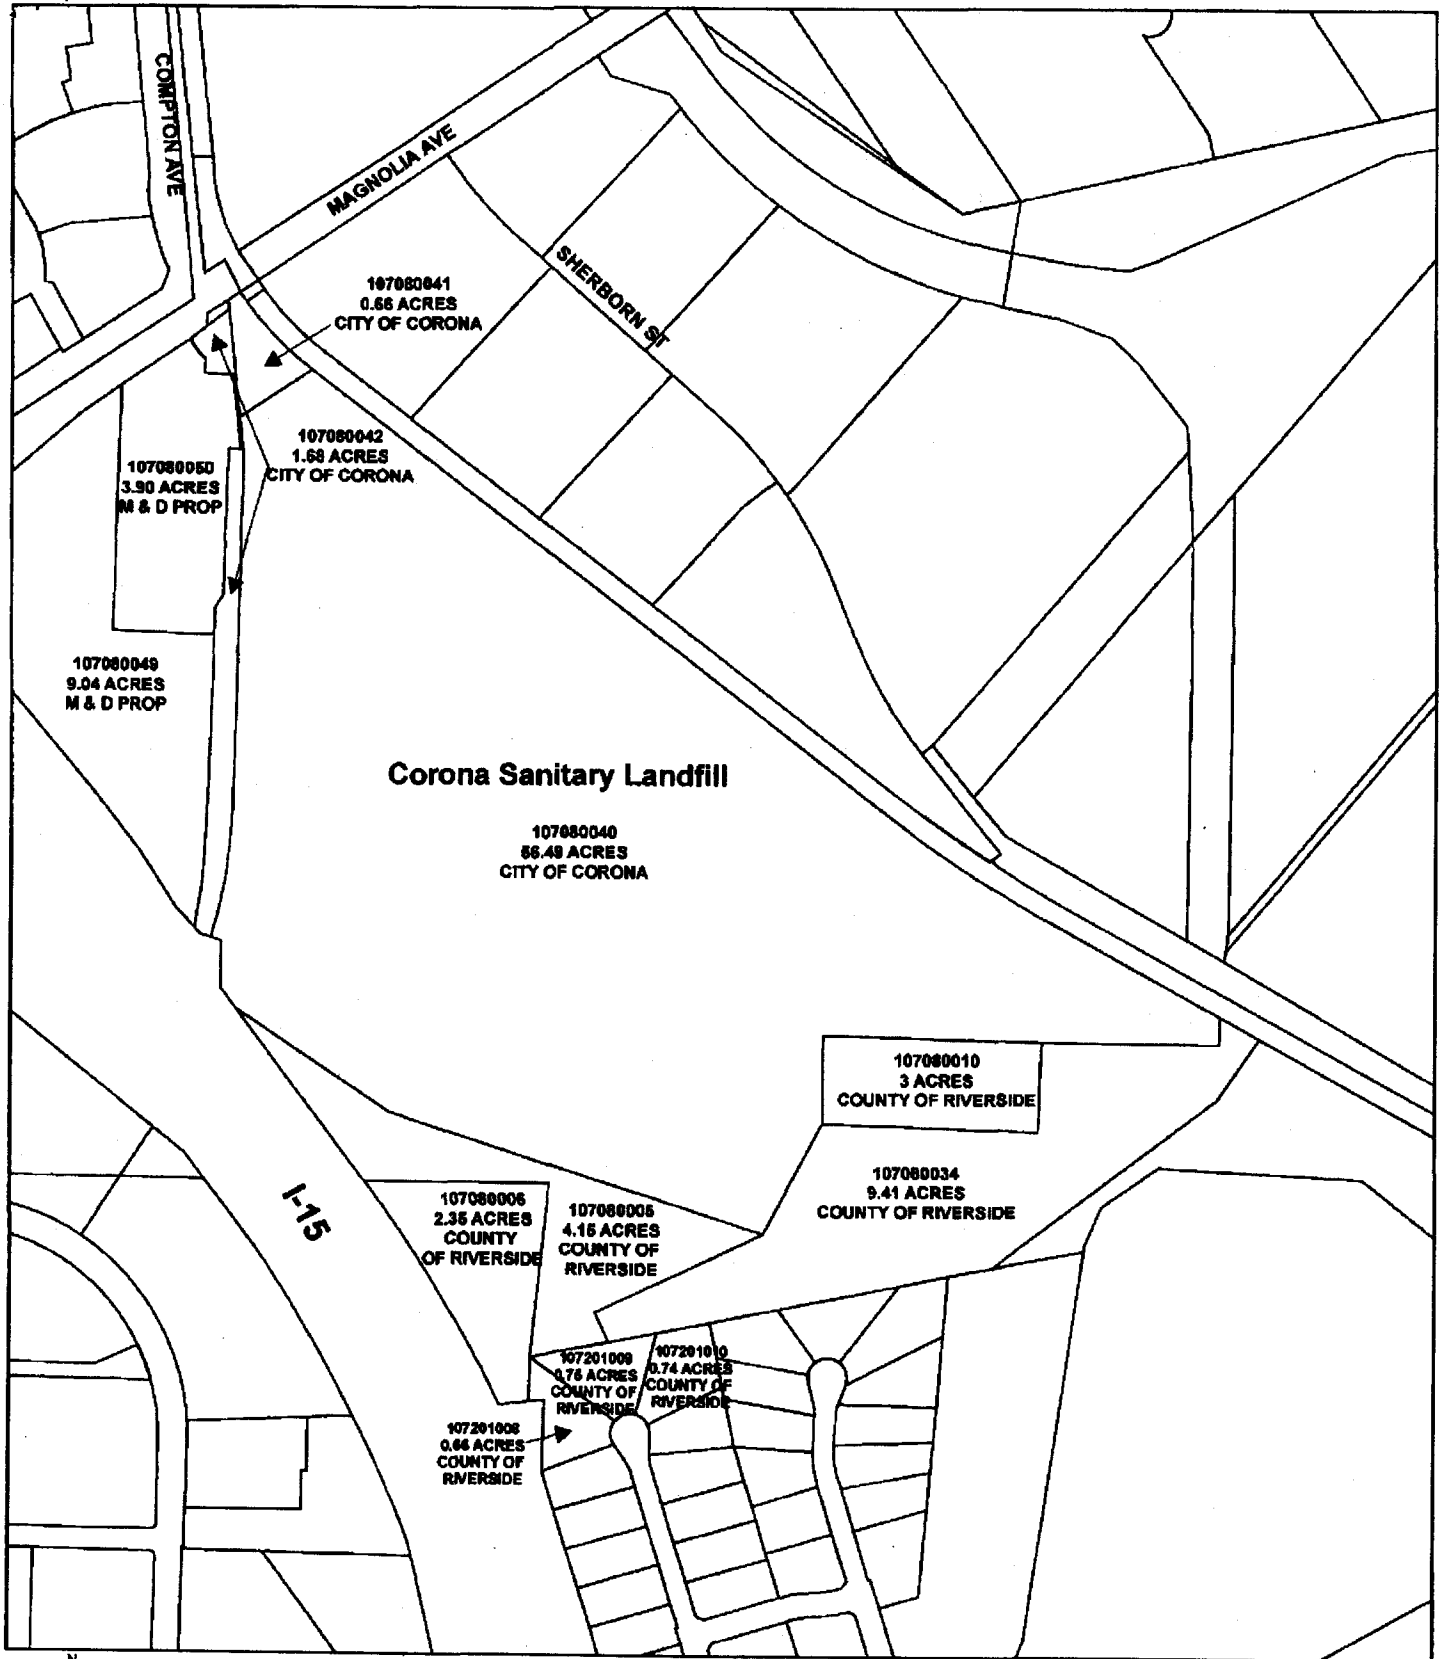 COMPTON AVE
MAGNOLIA AVE
SHERBORN ST
107080041
0.66 ACRES
CITY OF CORONA
107080042
1.68 ACRES
CITY OF CORONA
107080050
3.90 ACRES
M & D PROP
107080049
9.04 ACRES
M & D PROP
Corona Sanitary Landfill
107080040
56.49 ACRES
CITY OF CORONA
107080010
3 ACRES
COUNTY OF RIVERSIDE
107080034
9.41 ACRES
COUNTY OF RIVERSIDE
I-15
107080006
2.35 ACRES
COUNTY
OF RIVERSIDE
107080005
4.15 ACRES
COUNTY OF
RIVERSIDE
107201009
0.76 ACRES
COUNTY OF
RIVERSIDE
107201010
0.74 ACRES
COUNTY OF
RIVERSIDE
107201008
0.66 ACRES
COUNTY OF
RIVERSIDE
N